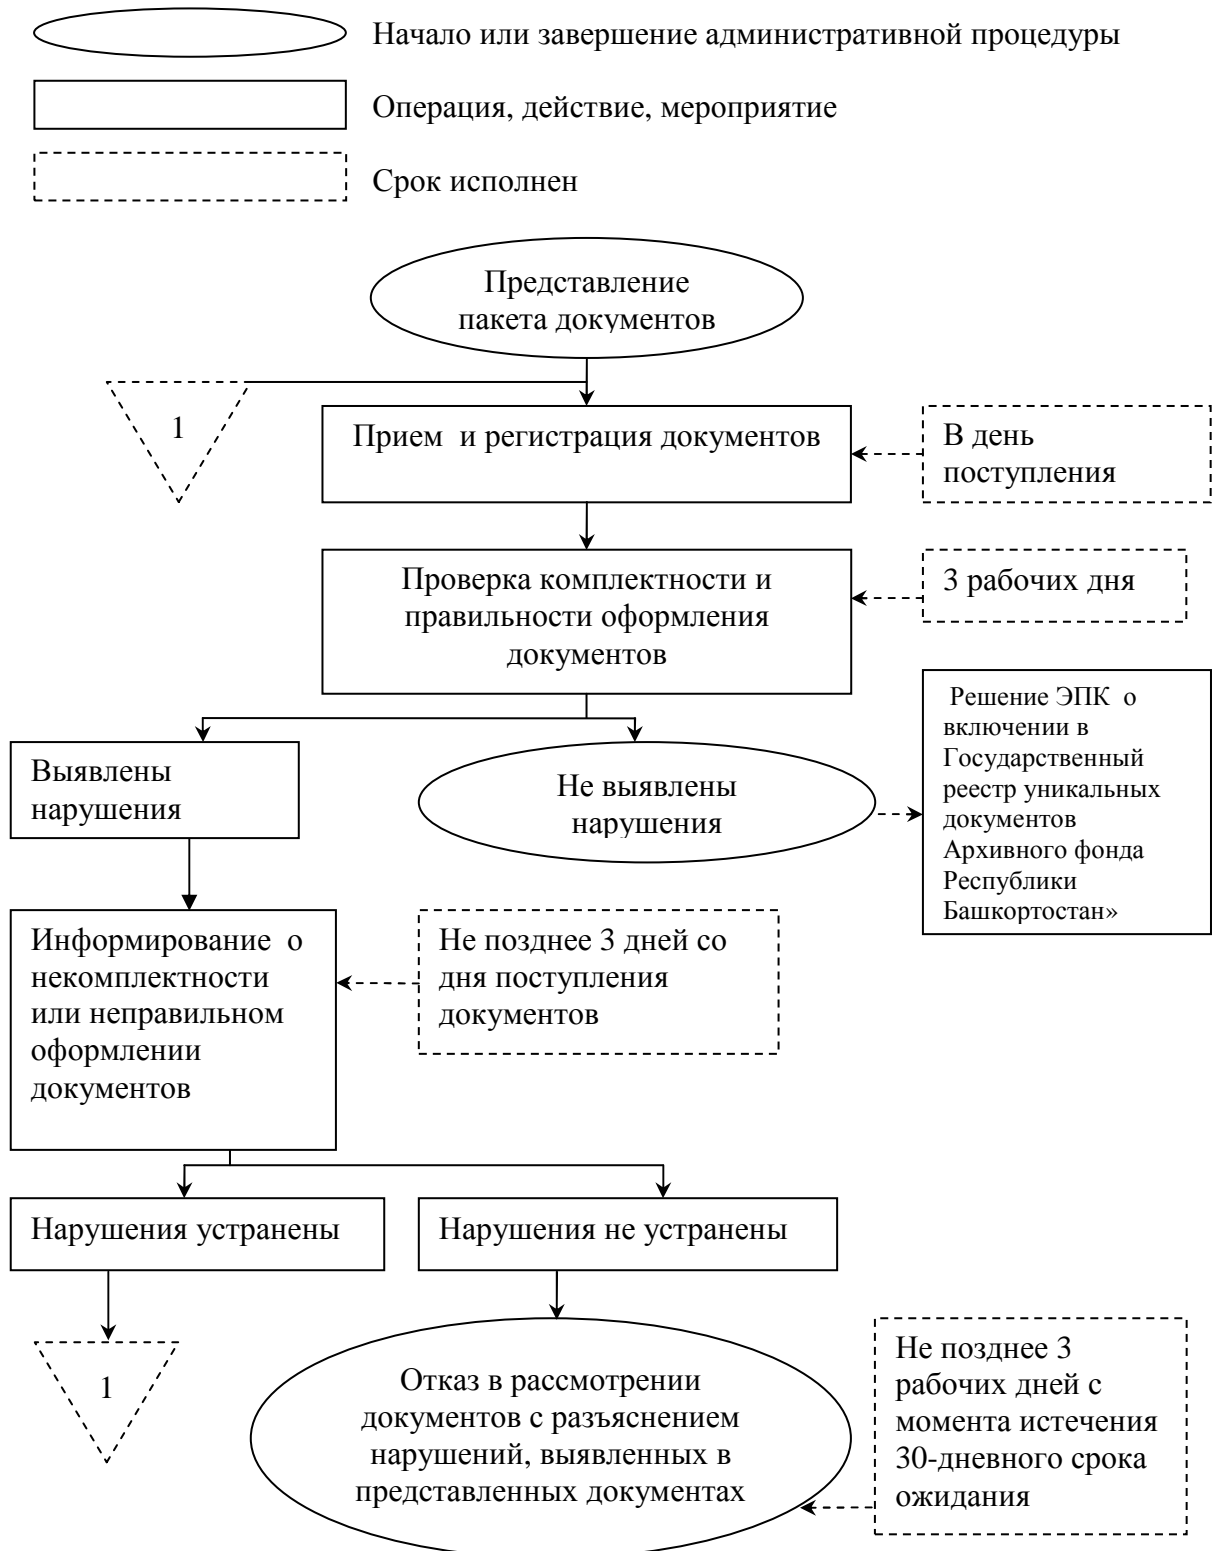 Начало или завершение административной процедуры
Операция, действие, мероприятие
Срок исполнен
Представление
пакета документов
1
Прием и регистрация документов
В день
поступления
Проверка комплектности и
правильности оформления
документов
3 рабочих дня
Выявлены
нарушения
Не выявлены
нарушения
Решение ЭПК о
включении в
Государственный
реестр уникальных
документов
Архивного фонда
Республики
Башкортостан»
Информирование о
некомплектности
или неправильном
оформлении
документов
Не позднее 3 дней со
дня поступления
документов
Нарушения устранены
Нарушения не устранены
1
Отказ в рассмотрении
документов с разъяснением
нарушений, выявленных в
представленных документах
Не позднее 3
рабочих дней с
момента истечения
30-дневного срока
ожидания